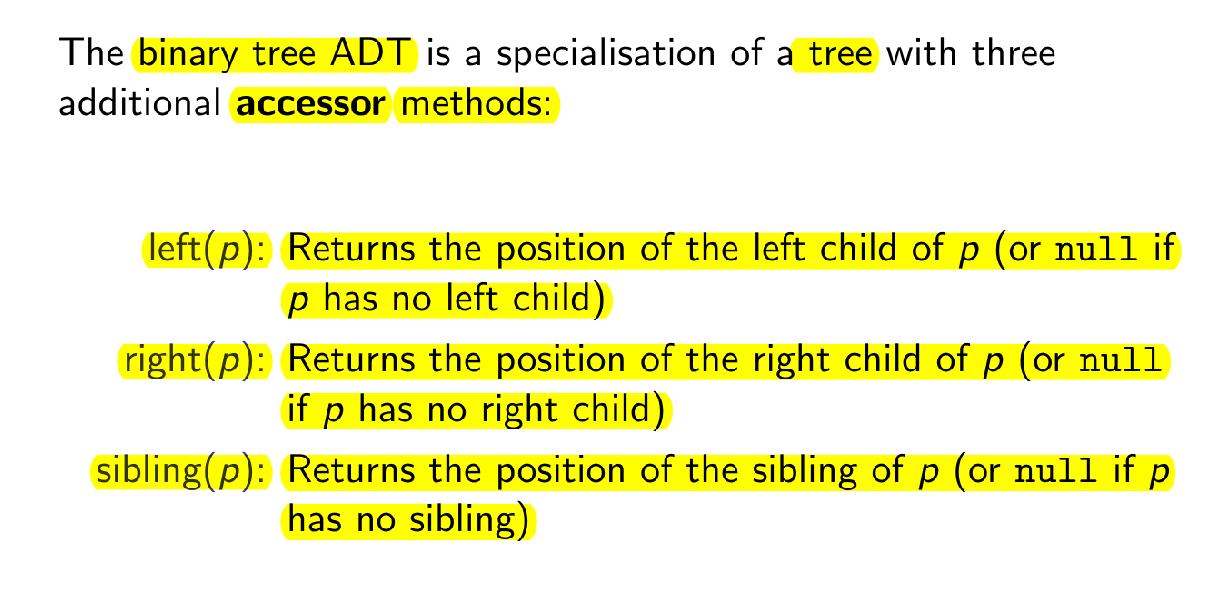 The binary tree ADT is a specialisation of a tree with three
additional accessor methods:
left(p): Returns the position of the left child of p (or null if
p has no left child)
right(p): Returns the position of the right child of p (or null
if p has no right child)
sibling(p): Returns the position of the sibling of p (or null if p
has no sibling)